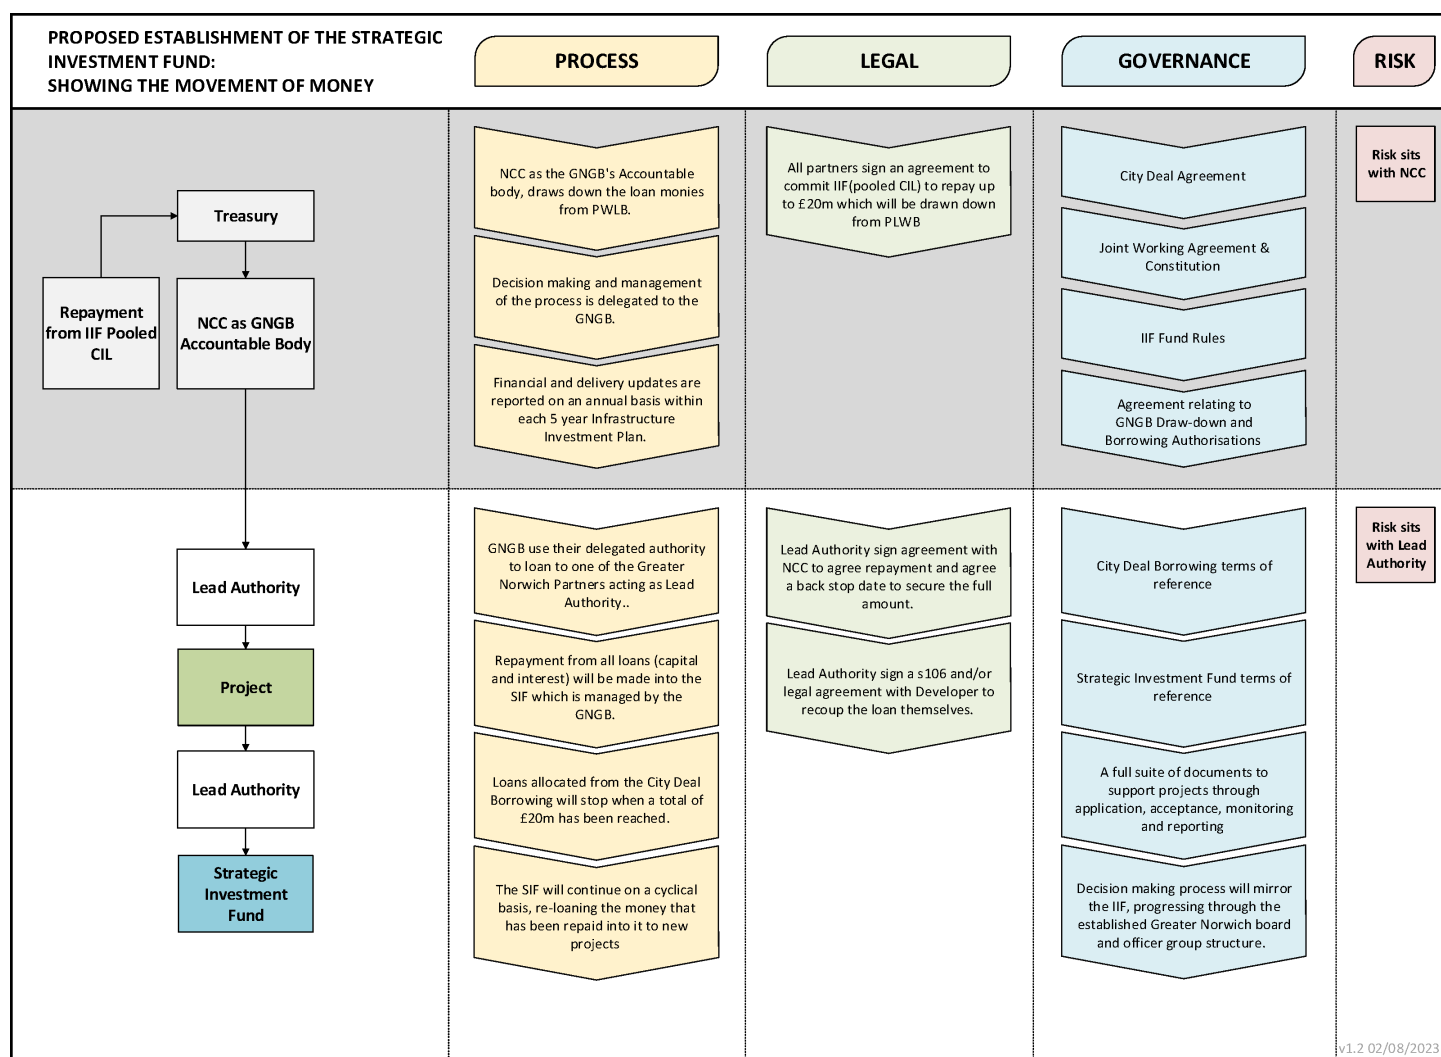 PROPOSED ESTABLISHMENT OF THE STRATEGIC
INVESTMENT FUND:
SHOWING THE MOVEMENT OF MONEY
PROCESS
LEGAL
GOVERNANCE
RISK
Treasury
Repayment
from IIF Pooled
CIL
NCC as GNGB
Accountable Body
NCC as the GNGB's Accountable
body, draws down the loan monies
from PWLB.
Decision making and management
of the process is delegated to the
GNGB.
Financial and delivery updates are
reported on an annual basis within
each 5 year Infrastructure
Investment Plan.
All partners sign an agreement to
commit IIF(pooled CIL) to repay up
to £20m which will be drawn down
from PLWB
City Deal Agreement
Joint Working Agreement &
Constitution
IIF Fund Rules
Agreement relating to
GNGB Draw-down and
Borrowing Authorisations
Risk sits
with NCC
Lead Authority
Project
Lead Authority
Strategic
Investment
Fund
GNGB use their delegated authority
to loan to one of the Greater
Norwich Partners acting as Lead
Authority..
Repayment from all loans (capital
and interest) will be made into the
SIF which is managed by the
GNGB.
Loans allocated from the City Deal
Borrowing will stop when a total of
£20m has been reached.
The SIF will continue on a cyclical
basis, re-loaning the money that
has been repaid into it to new
projects
Lead Authority sign agreement with
NCC to agree repayment and agree
a back stop date to secure the full
amount.
Lead Authority sign a s106 and/or
legal agreement with Developer to
recoup the loan themselves.
City Deal Borrowing terms of
reference
Strategic Investment Fund terms of
reference
A full suite of documents to
support projects through
application, acceptance, monitoring
and reporting
Decision making process will mirror
the IIF, progressing through the
established Greater Norwich board
and officer group structure.
Risk sits
with Lead
Authority
v1.2 02/08/2023